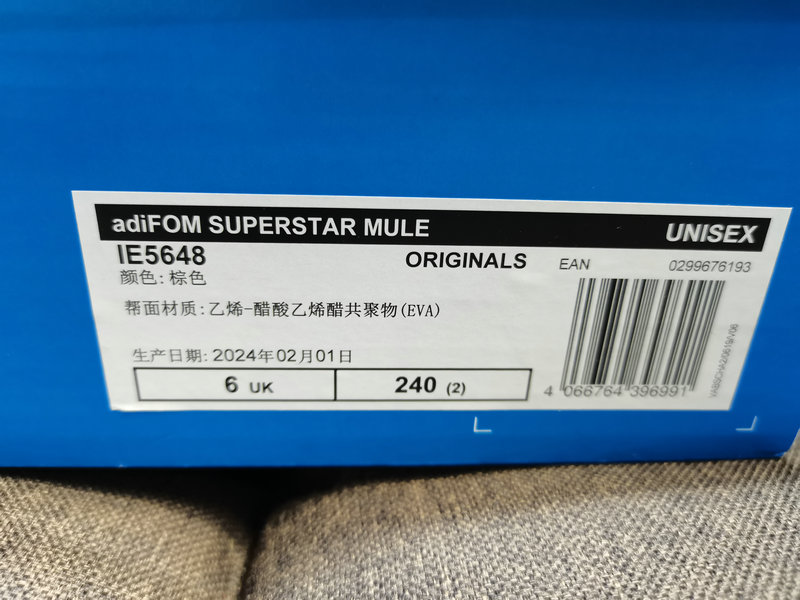 adiFOM SUPERSTAR MULE UNISEX
IE5648 ORIGINALS EAN 0299676193
颜色: 棕色
帮面材质: 乙烯-醋酸乙烯醋共聚物(EVA)
生产日期: 2024年02月01日
6 UK 240 (2)
4 066764 396991